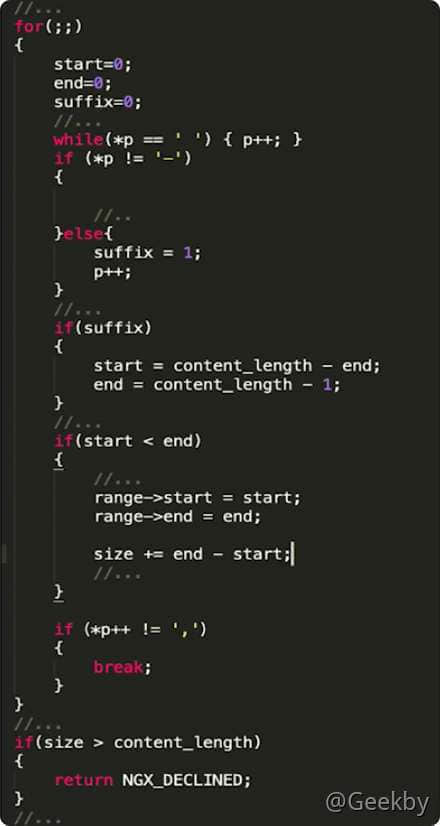 //...
for(;;)
{
    start=0;
    end=0;
    suffix=0;
    //...
    while(*p == ' ') { p++; }
    if (*p != '-')
    {
        //..
    }else{
        suffix = 1;
        p++;
    }
    //...
    if(suffix)
    {
        start = content_length - end;
        end = content_length - 1;
    }
    //...
    if(start < end)
    {
        //...
        range->start = start;
        range->end = end;
        size += end - start;
        //...
    }
    if (*p++ != ',')
    {
        break;
    }
}
//...
if(size > content_length)
{
    return NGX_DECLINED;
}
//...
@Geekby